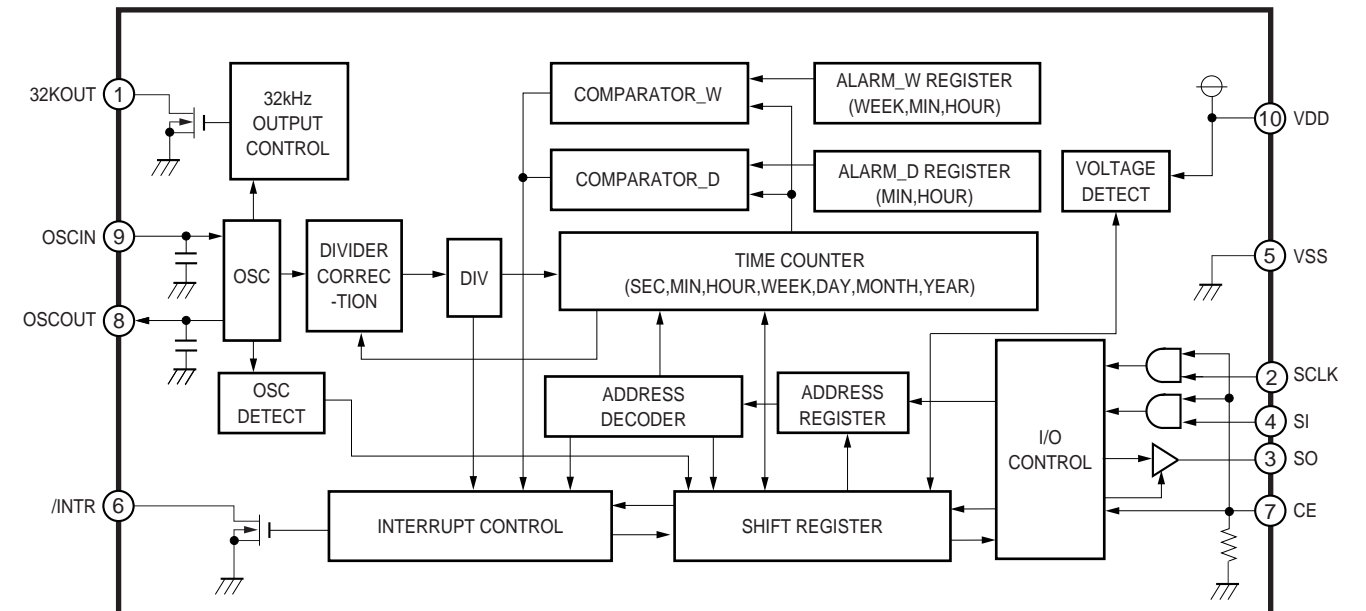 32KOUT
1
32kHz
OUTPUT
CONTROL
COMPARATOR_W
ALARM_W REGISTER
(WEEK,MIN,HOUR)
10
VDD
COMPARATOR_D
ALARM_D REGISTER
(MIN,HOUR)
VOLTAGE
DETECT
OSCIN
9
OSC
DIVIDER
CORREC
-TION
DIV
TIME COUNTER
(SEC,MIN,HOUR,WEEK,DAY,MONTH,YEAR)
5
VSS
OSCOUT
8
OSC
DETECT
ADDRESS
DECODER
ADDRESS
REGISTER
I/O
CONTROL
2
SCLK
4
SI
3
SO
/INTR
6
INTERRUPT CONTROL
SHIFT REGISTER
7
CE